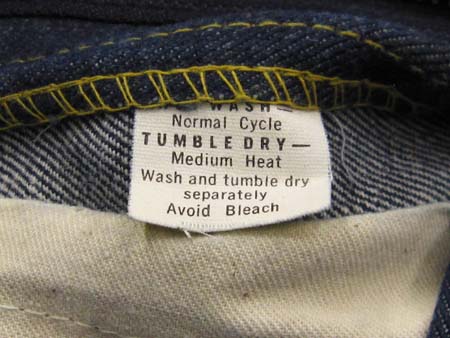 WASH—
Normal Cycle
TUMBLE DRY—
Medium Heat
Wash and tumble dry
separately
Avoid Bleach